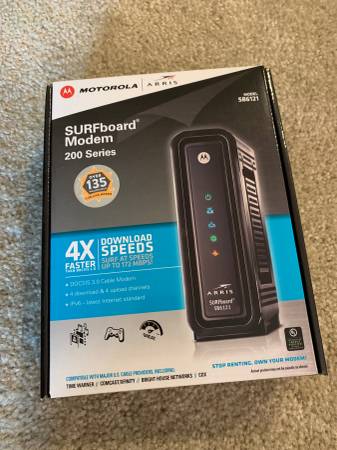 MOTOROLA | ARRIS
MODEL
SB6121
SURFboard®
Modem
200 Series
OVER
135
4X
FASTER
DOWNLOAD
SPEEDS
SURF AT SPEEDS
UP TO 172 MBPS!
• DOCSIS 3.0 Cable Modem
• 4 download & 4 upload channels
• IPv6 - latest Internet standard
ARRIS
SURFboard®
SB6121
STOP RENTING, OWN YOUR MODEM!
COMPATIBLE WITH MAJOR U.S. CABLE PROVIDERS, INCLUDING:
TIME WARNER / COMCAST/XFINITY / BRIGHT HOUSE NETWORKS / COX